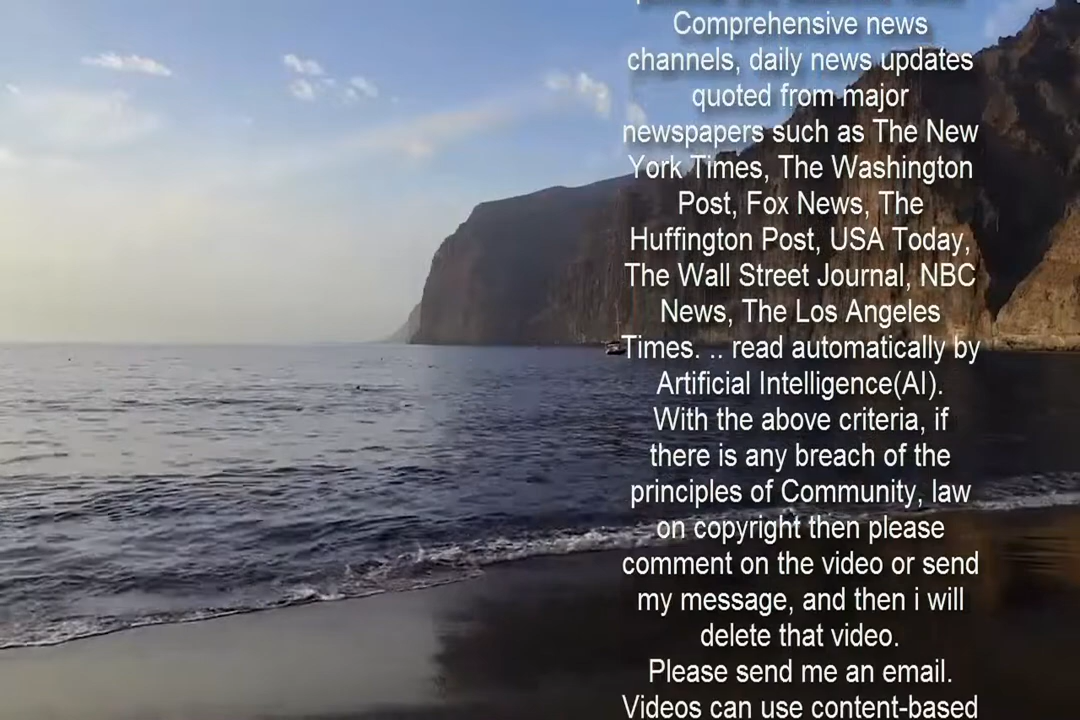 Comprehensive news
channels, daily news updates
quoted from major
newspapers such as The New
York Times, The Washington
Post, Fox News, The
Huffington Post, USA Today,
The Wall Street Journal, NBC
News, The Los Angeles
Times. .. read automatically by
Artificial Intelligence(AI).
With the above criteria, if
there is any breach of the
principles of Community, law
on copyright then please
comment on the video or send
my message, and then i will
delete that video.
Please send me an email.
Videos can use content-based